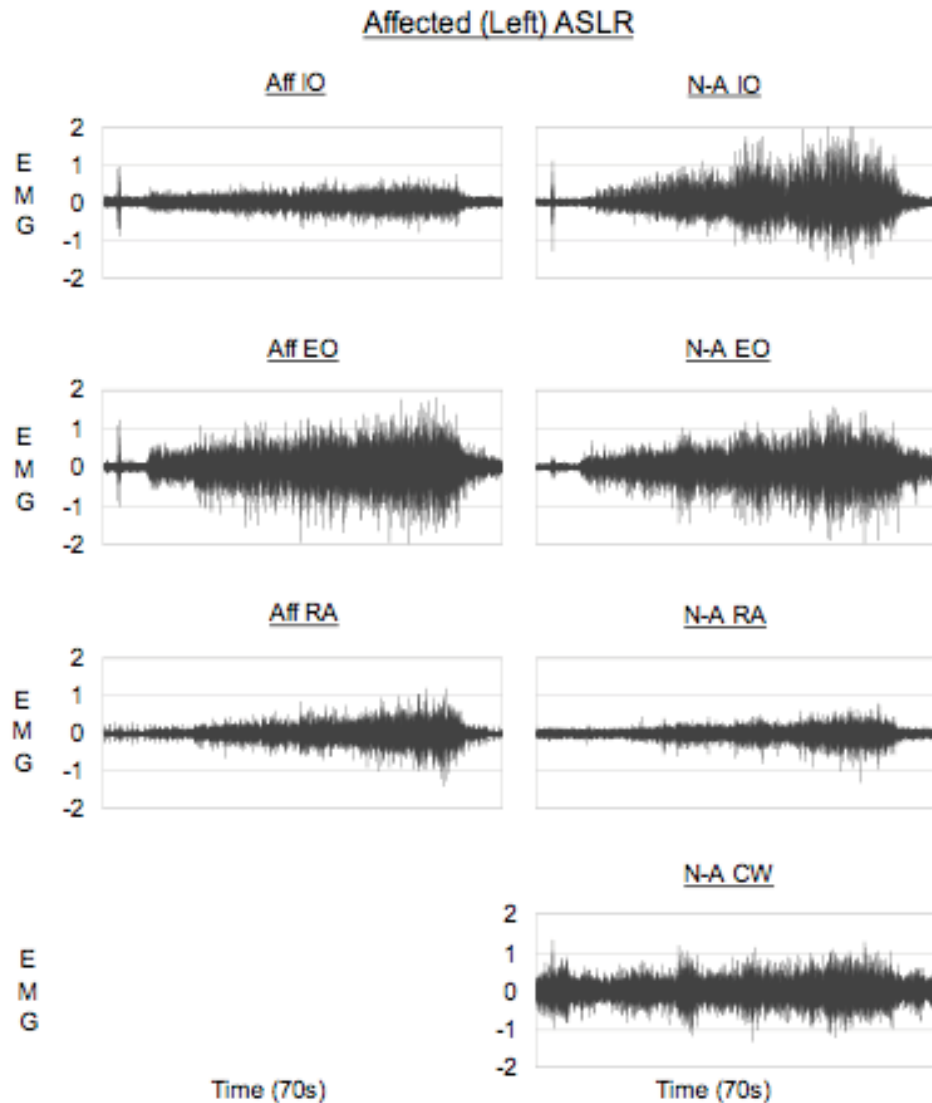 Affected (Left) ASLR
Aff IO
N-A IO
E
M
G
2
1
0
-1
-2
Aff EO
N-A EO
E
M
G
2
1
0
-1
-2
Aff RA
N-A RA
E
M
G
2
1
0
-1
-2
N-A CW
E
M
G
2
1
0
-1
-2
Time (70s)
Time (70s)